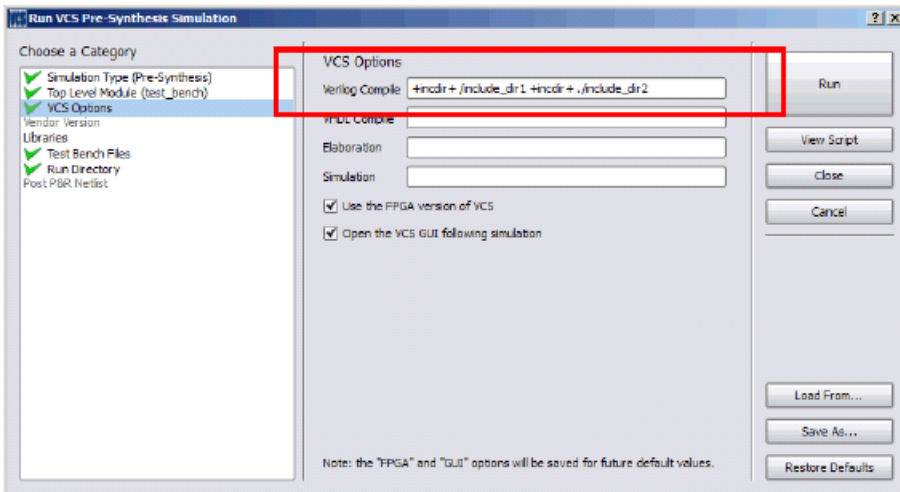 VCS Run VCS Pre-Synthesis Simulation
? X
Choose a Category
Simulation Type (Pre-Synthesis)
Top Level Module (test_bench)
VCS Options
Vendor Version
Libraries
Test Bench Files
Run Directory
Post P&R Netlist
VCS Options
Verilog Compile +incdir+ /include_dir1 +incdir+ ./include_dir2
VHDL Compile
Elaboration
Simulation
Use the FPGA version of VCS
Open the VCS GUI following simulation
Note: the "FPGA" and "GUI" options will be saved for future default values.
Run
View Script
Close
Cancel
Load From...
Save As...
Restore Defaults